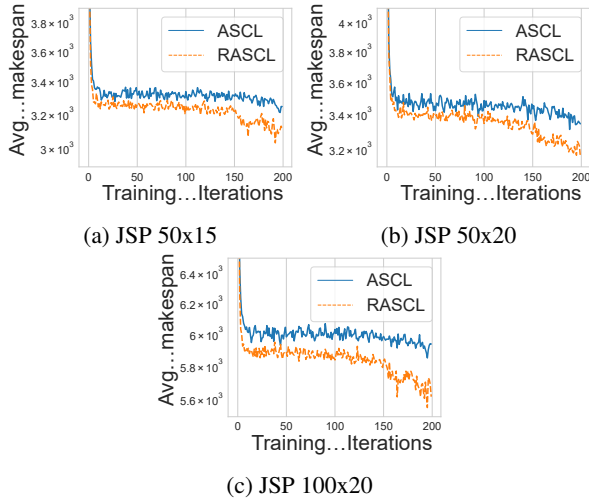 Avg...makespan
3.8 × 10³
3.6 × 10³
3.4 × 10³
3.2 × 10³
3 × 10³
ASCL
RASCL
0 50 100 150 200
Training...Iterations
(a) JSP 50x15
Avg...makespan
4 × 10³
3.8 × 10³
3.6 × 10³
3.4 × 10³
3.2 × 10³
ASCL
RASCL
0 50 100 150 200
Training...Iterations
(b) JSP 50x20
Avg...makespan
6.4 × 10³
6.2 × 10³
6 × 10³
5.8 × 10³
5.6 × 10³
ASCL
RASCL
0 50 100 150 200
Training...Iterations
(c) JSP 100x20